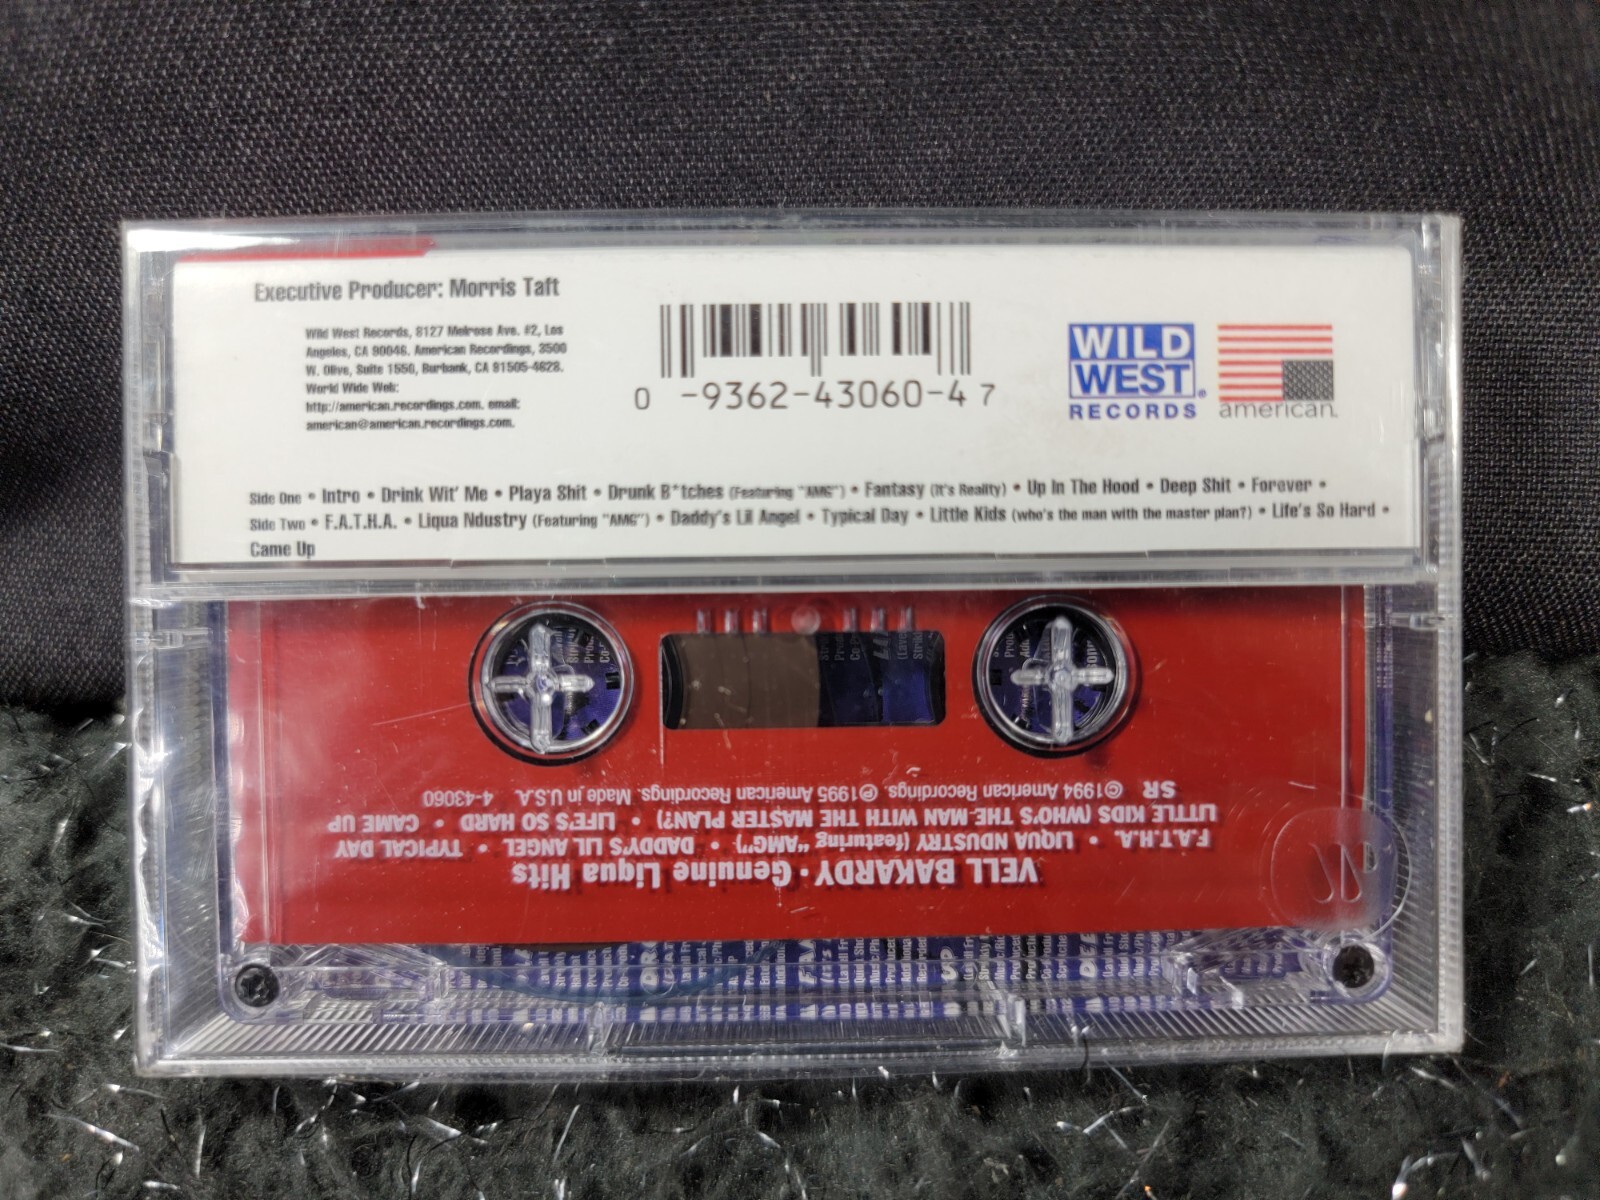 Executive Producer: Morris Taft
Wild West Records, 8127 Melrose Ave. #2, Los
Angeles, CA 90046. American Recordings, 3500
W. Olive, Suite 1550, Burbank, CA 91505-4628.
World Wide Web:
http://american.recordings.com. email:
american@american.recordings.com.
0 -9362-43060-4 7
WILD
WEST®
RECORDS
american.
Side One • Intro • Drink Wit' Me • Playa Shit • Drunk B*tches (Featuring "AMG") • Fantasy (It's Reality) • Up In The Hood • Deep Shit • Forever •
Side Two • F.A.T.H.A. • Liqua Ndustry (Featuring "AMG") • Daddy's Lil Angel • Typical Day • Little Kids (who's the man with the master plan?) • Life's So Hard •
Came Up
VELL BAKARDY • Genuine Liqua Hits
F.A.T.H.A. • LIQUA NDUSTRY (featuring "AMG") • DADDY'S LIL ANGEL • TYPICAL DAY
LITTLE KIDS (WHO'S THE MAN WITH THE MASTER PLAN?) • LIFE'S SO HARD • CAME UP
SR ©1994 American Recordings. ℗1995 American Recordings. Made in U.S.A. 4-43060